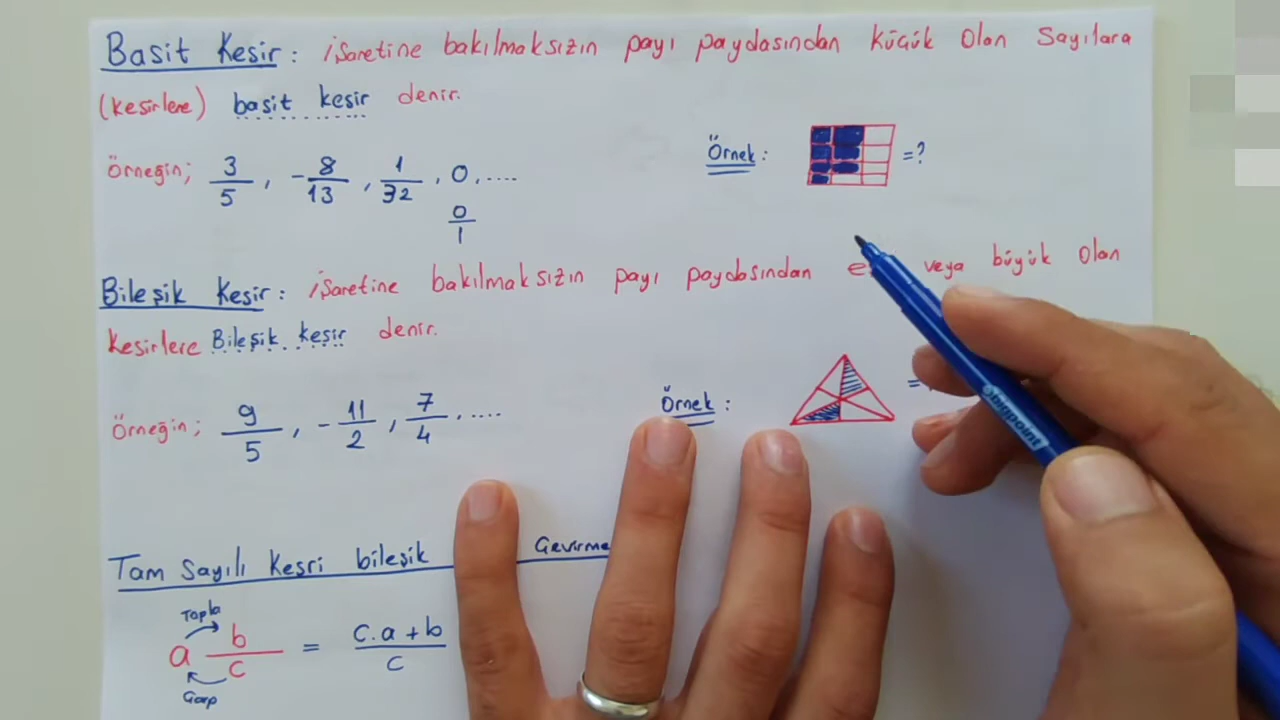 Basit Kesir : işaretine bakılmaksızın payı paydasından küçük olan sayılara
(kesirlere) basit kesir denir.
Örneğin; 3/5, -8/13, 1/32, 0, ....
0/1
Örnek : =?
Bileşik Kesir : işaretine bakılmaksızın payı paydasından veya büyük olan
kesirlere Bileşik kesir denir.
Örneğin; 9/5, -11/2, 7/4, ....
Örnek : =
Tam Sayılı Kesri bileşik Çevirme
Topla
a b/c = c.a+b/c
Çarp
bigpoint